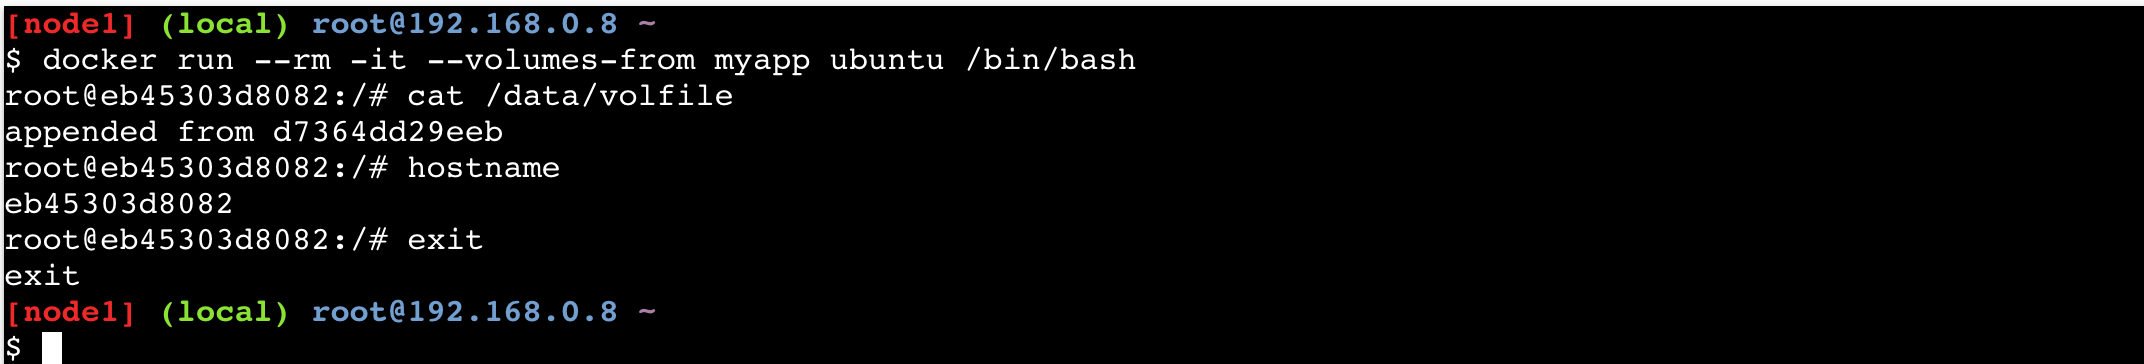 [node1] (local) root@192.168.0.8 ~
$ docker run --rm -it --volumes-from myapp ubuntu /bin/bash
root@eb45303d8082:/# cat /data/volfile
appended from d7364dd29eeb
root@eb45303d8082:/# hostname
eb45303d8082
root@eb45303d8082:/# exit
exit
[node1] (local) root@192.168.0.8 ~
$